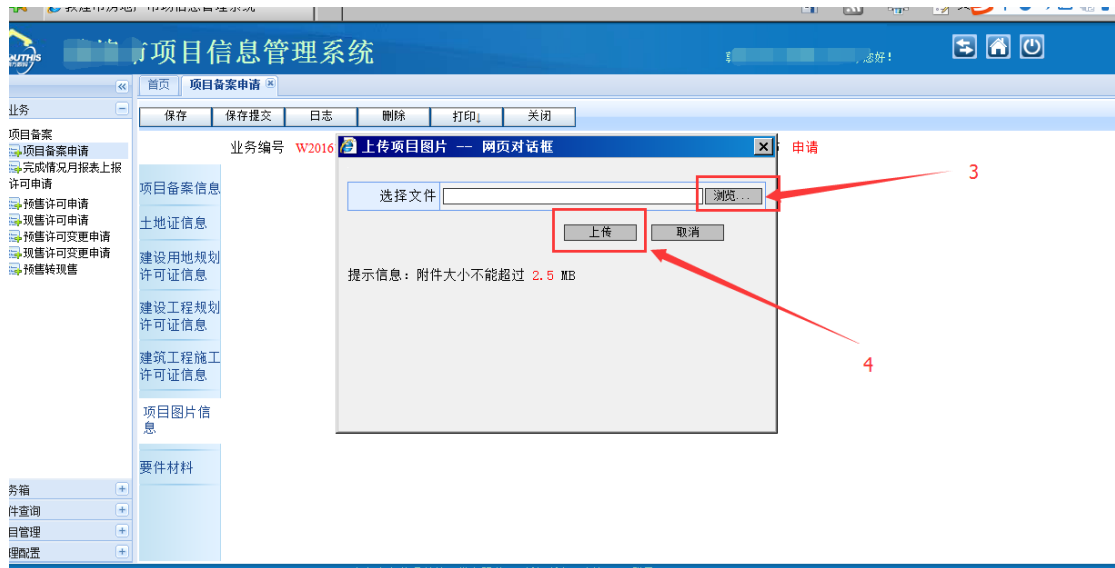 市项目信息管理系统
您好！
首页 项目备案申请
业务
保存 保存提交 日志 删除 打印↓ 关闭
项目备案
项目备案申请
完成情况月报表上报
许可申请
预售许可申请
现售许可申请
预售许可变更申请
现售许可变更申请
预售转现售
业务编号 W2016
申请
上传项目图片 -- 网页对话框
选择文件 浏览...
上传 取消
提示信息：附件大小不能超过 2.5 MB
3
4
项目备案信息
土地证信息
建设用地规划
许可证信息
建设工程规划
许可证信息
建筑工程施工
许可证信息
项目图片信
息
要件材料
务箱
件查询
目管理
理配置